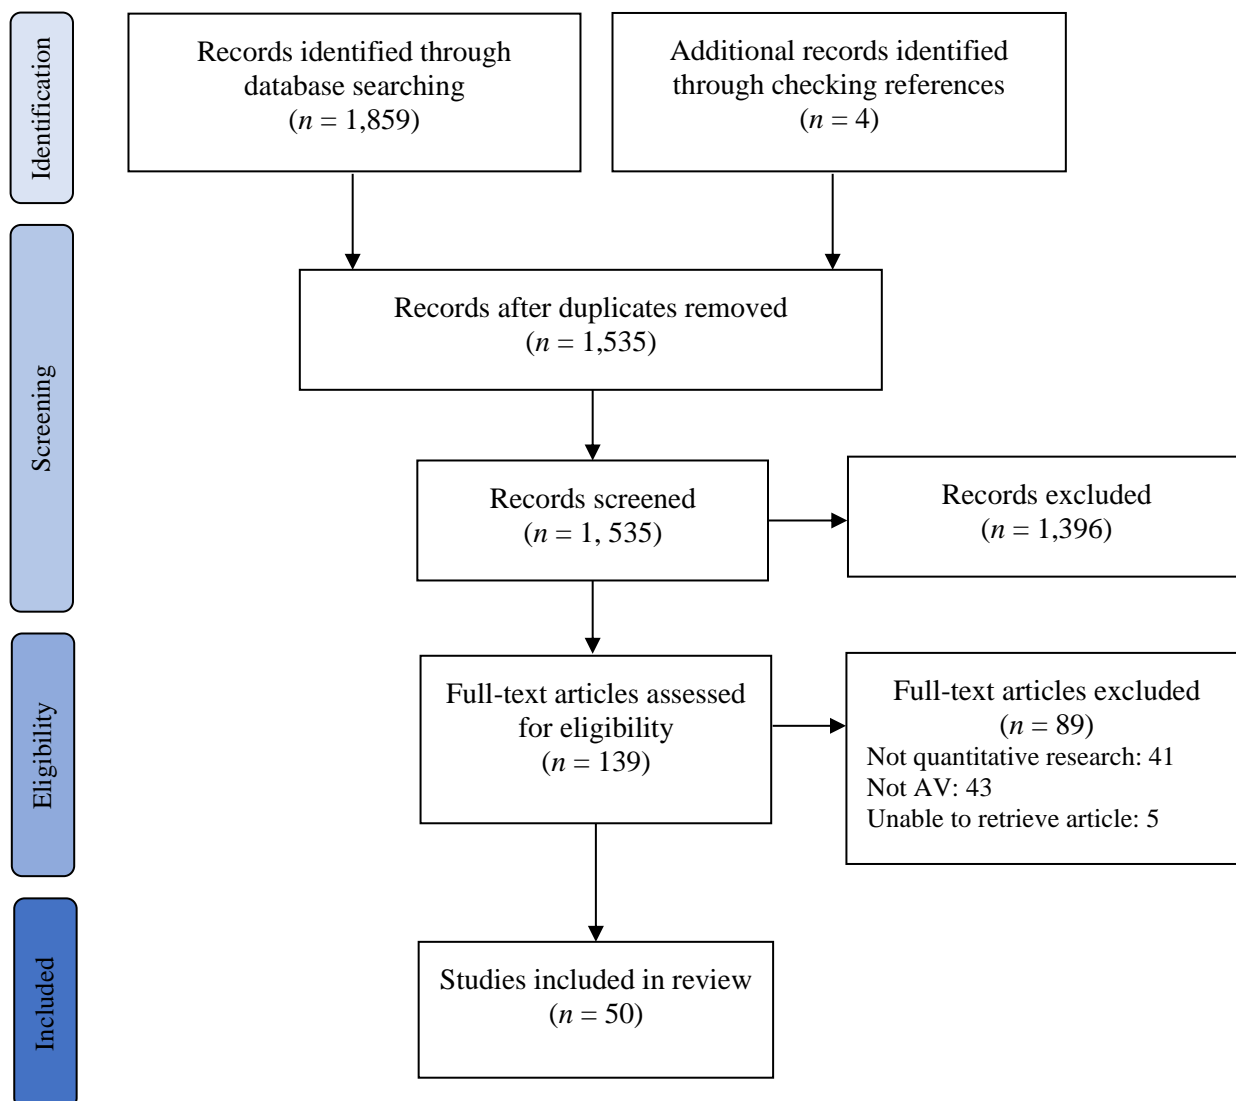 Identification
Records identified through
database searching
(n = 1,859)
Additional records identified
through checking references
(n = 4)
Screening
Records after duplicates removed
(n = 1,535)
Records screened
(n = 1, 535)
Records excluded
(n = 1,396)
Eligibility
Full-text articles assessed
for eligibility
(n = 139)
Full-text articles excluded
(n = 89)
Not quantitative research: 41
Not AV: 43
Unable to retrieve article: 5
Included
Studies included in review
(n = 50)